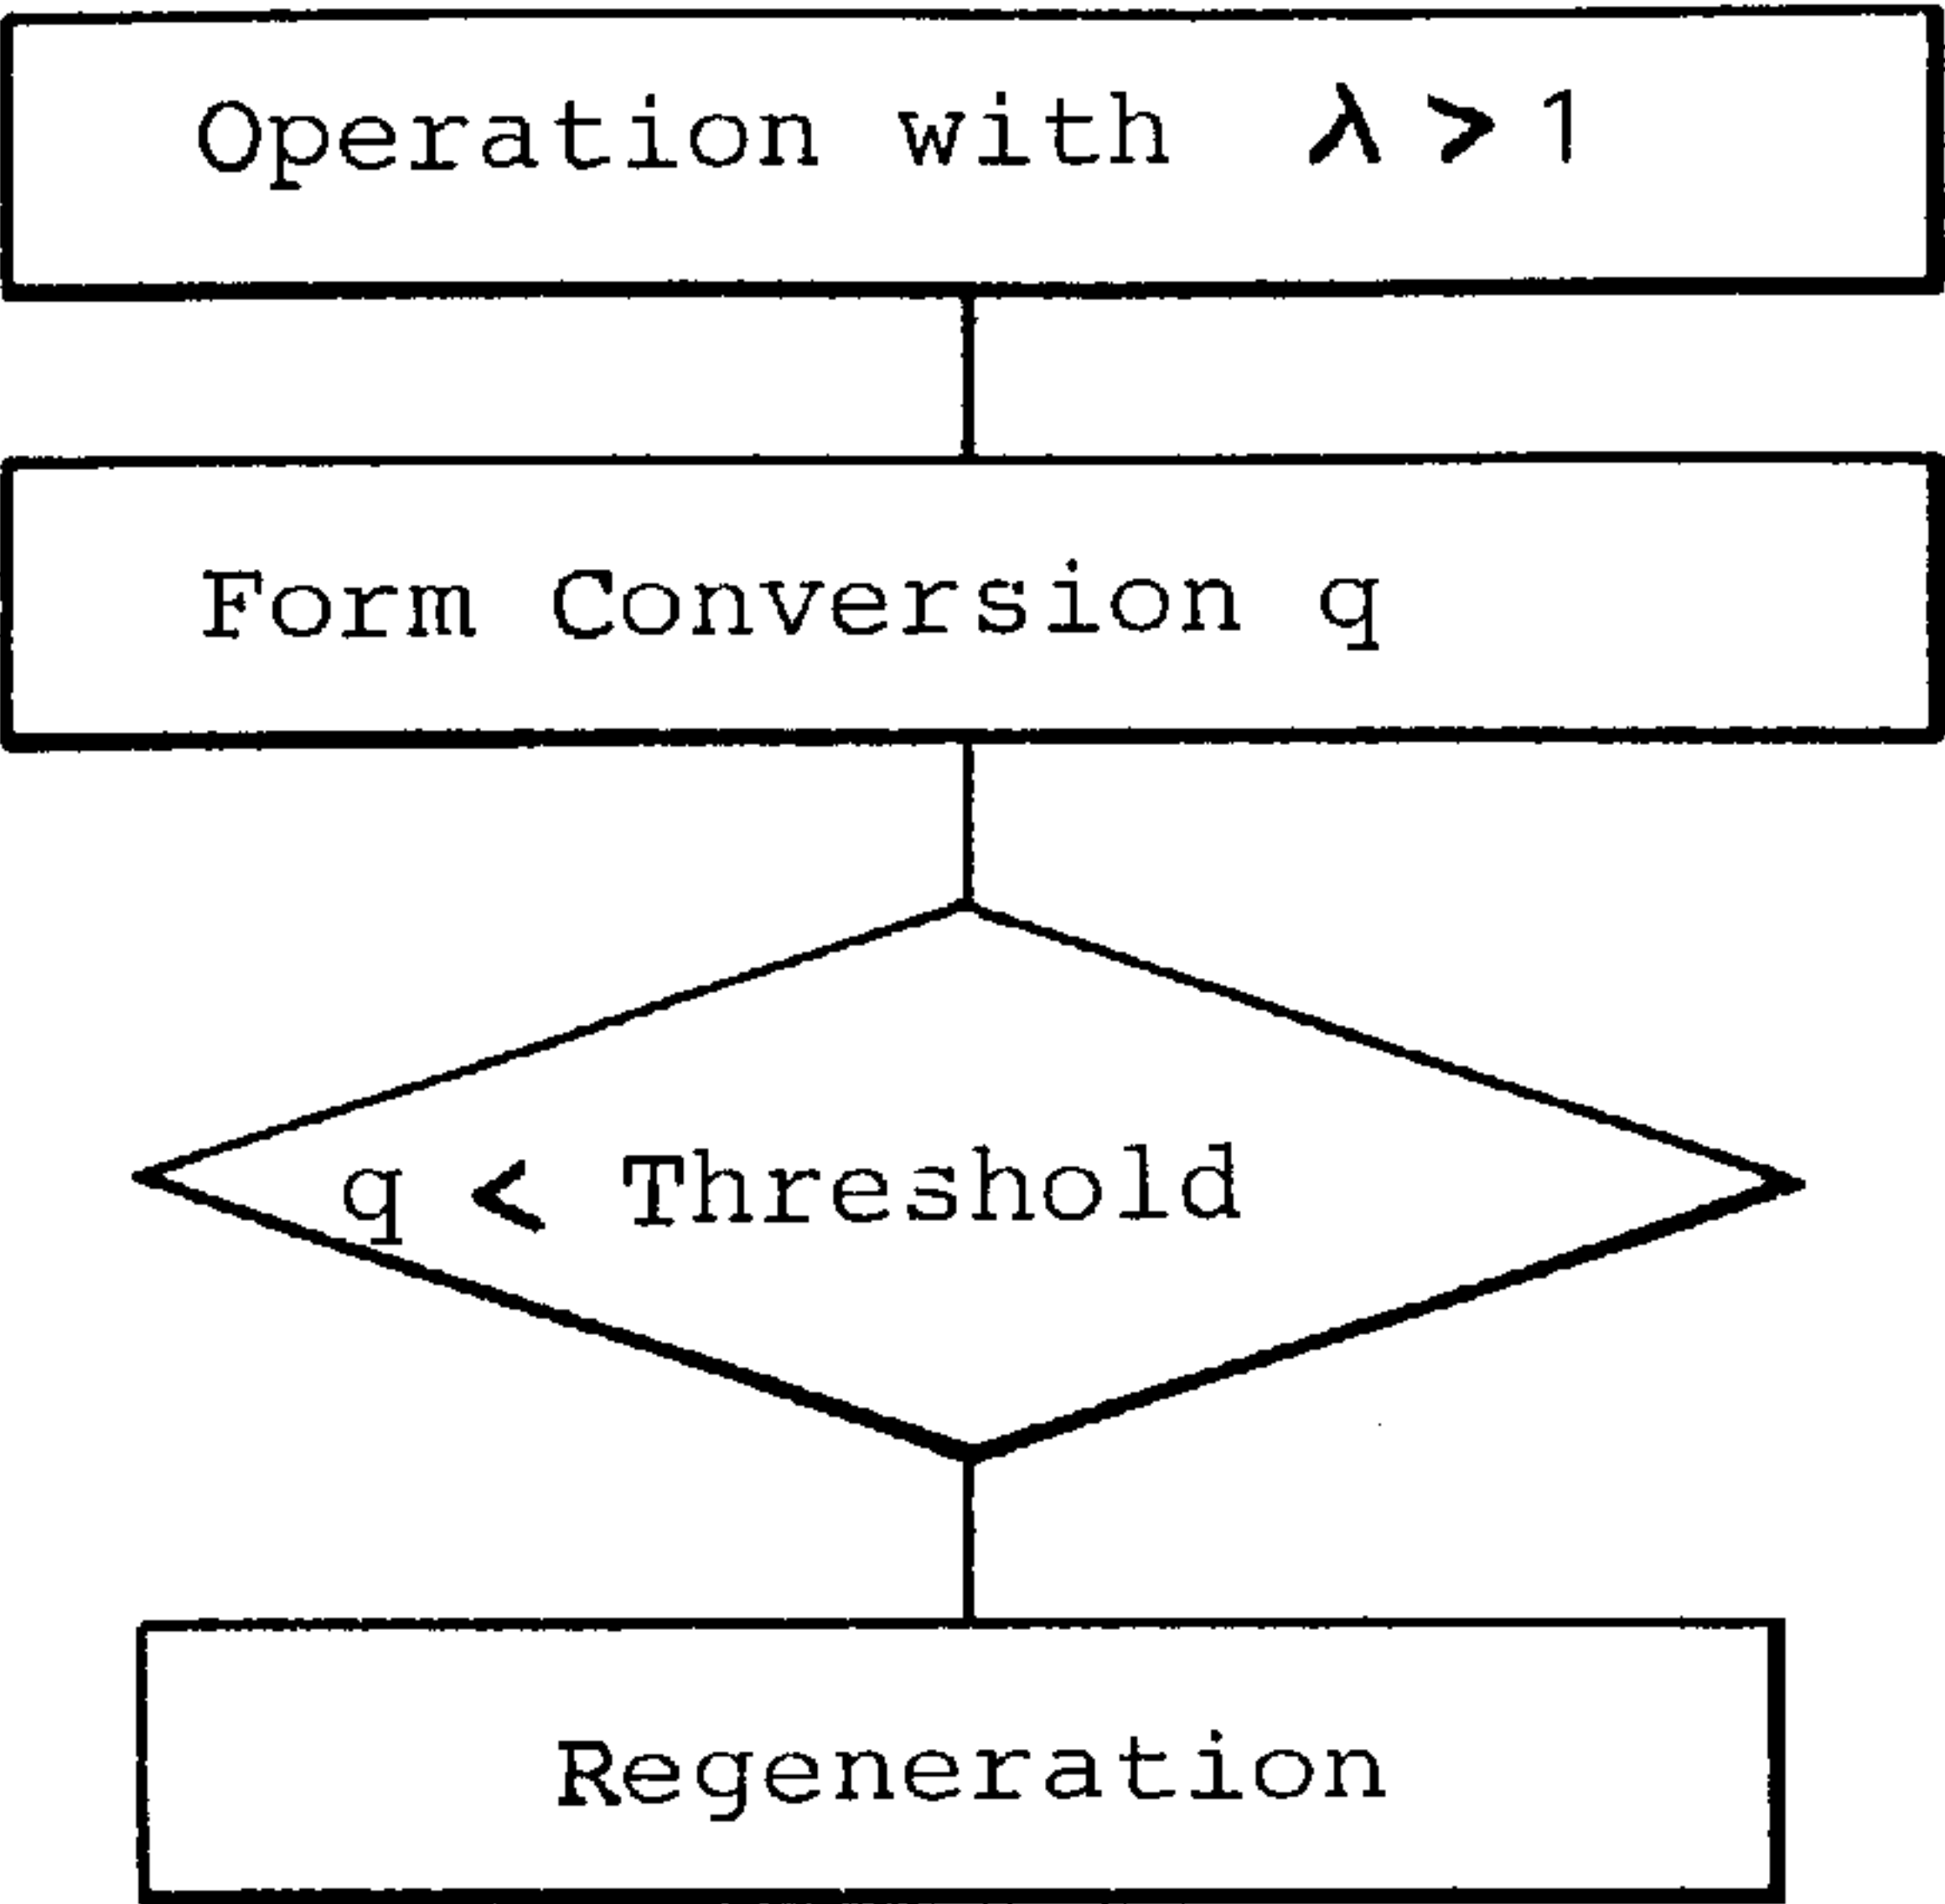 Operation with λ > 1
Form Conversion q
q < Threshold
Regeneration